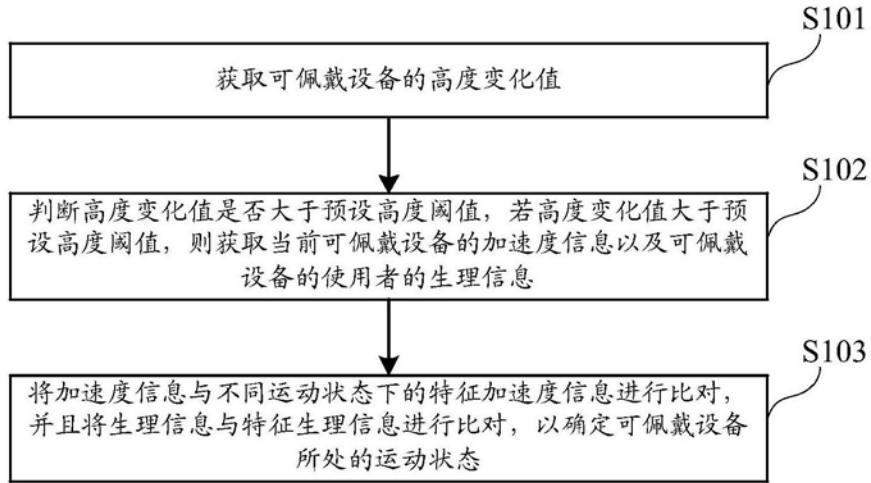 S101
获取可佩戴设备的高度变化值
S102
判断高度变化值是否大于预设高度阈值，若高度变化值大于预
设高度阈值，则获取当前可佩戴设备的加速度信息以及可佩戴
设备的使用者的生理信息
S103
将加速度信息与不同运动状态下的特征加速度信息进行比对，
并且将生理信息与特征生理信息进行比对，以确定可佩戴设备
所处的运动状态